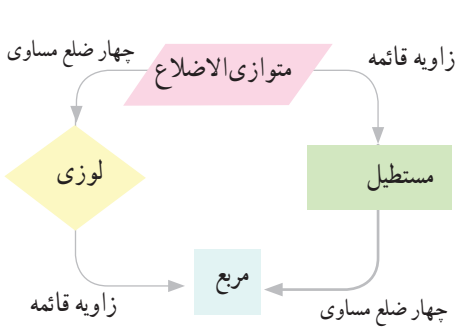 زاویه قائمه
متوازی‌الاضلاع
چهار ضلع مساوی
مستطیل
لوزی
مربع
چهار ضلع مساوی
زاویه قائمه